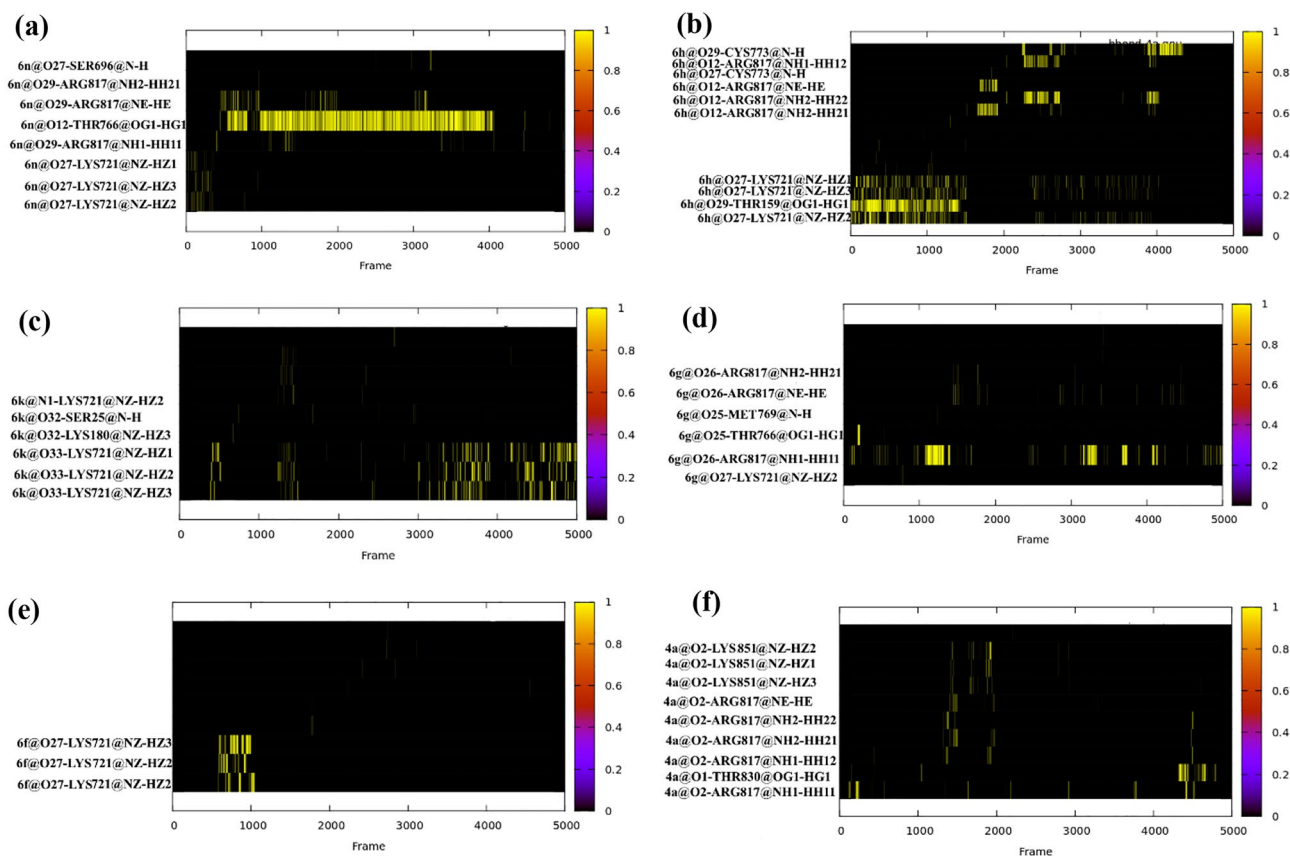 (a)
6n@O27-SER696@N-H
6n@O29-ARG817@NH2-HH21
6n@O29-ARG817@NE-HE
6n@O12-THR766@OG1-HG1
6n@O29-ARG817@NH1-HH11
6n@O27-LYS721@NZ-HZ1
6n@O27-LYS721@NZ-HZ3
6n@O27-LYS721@NZ-HZ2
0 1000 2000 3000 4000 5000
Frame
1
0.8
0.6
0.4
0.2
0
(b)
6h@O29-CYS773@N-H
6h@O12-ARG817@NH1-HH12
6h@O27-CYS773@N-H
6h@O12-ARG817@NE-HE
6h@O12-ARG817@NH2-HH22
6h@O12-ARG817@NH2-HH21
6h@O27-LYS721@NZ-HZ1
6h@O27-LYS721@NZ-HZ3
6h@O29-THR159@OG1-HG1
6h@O27-LYS721@NZ-HZ2
0 1000 2000 3000 4000 5000
Frame
1
0.8
0.6
0.4
0.2
0
(c)
6k@N1-LYS721@NZ-HZ2
6k@O32-SER25@N-H
6k@O32-LYS180@NZ-HZ3
6k@O33-LYS721@NZ-HZ1
6k@O33-LYS721@NZ-HZ2
6k@O33-LYS721@NZ-HZ3
0 1000 2000 3000 4000 5000
Frame
1
0.8
0.6
0.4
0.2
0
(d)
6g@O26-ARG817@NH2-HH21
6g@O26-ARG817@NE-HE
6g@O25-MET769@N-H
6g@O25-THR766@OG1-HG1
6g@O26-ARG817@NH1-HH11
6g@O27-LYS721@NZ-HZ2
0 1000 2000 3000 4000 5000
Frame
1
0.8
0.6
0.4
0.2
0
(e)
6f@O27-LYS721@NZ-HZ3
6f@O27-LYS721@NZ-HZ2
6f@O27-LYS721@NZ-HZ2
0 1000 2000 3000 4000 5000
Frame
1
0.8
0.6
0.4
0.2
0
(f)
4a@O2-LYS851@NZ-HZ2
4a@O2-LYS851@NZ-HZ1
4a@O2-LYS851@NZ-HZ3
4a@O2-ARG817@NE-HE
4a@O2-ARG817@NH2-HH22
4a@O2-ARG817@NH2-HH21
4a@O2-ARG817@NH1-HH12
4a@O1-THR830@OG1-HG1
4a@O2-ARG817@NH1-HH11
0 1000 2000 3000 4000 5000
Frame
1
0.8
0.6
0.4
0.2
0